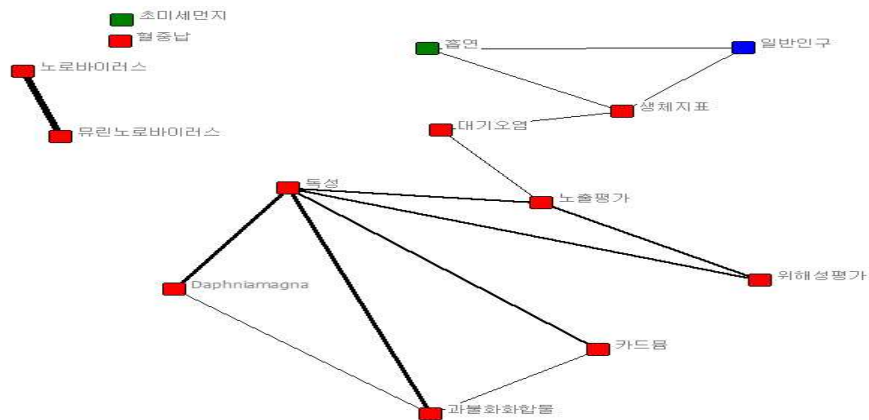 초미세먼지
혈중납
흡연
일반인구
노로바이러스
생체지표
대기오염
뮤린노로바이러스
독성
노출평가
위해성평가
Daphniamagna
카드뮴
과불화화합물